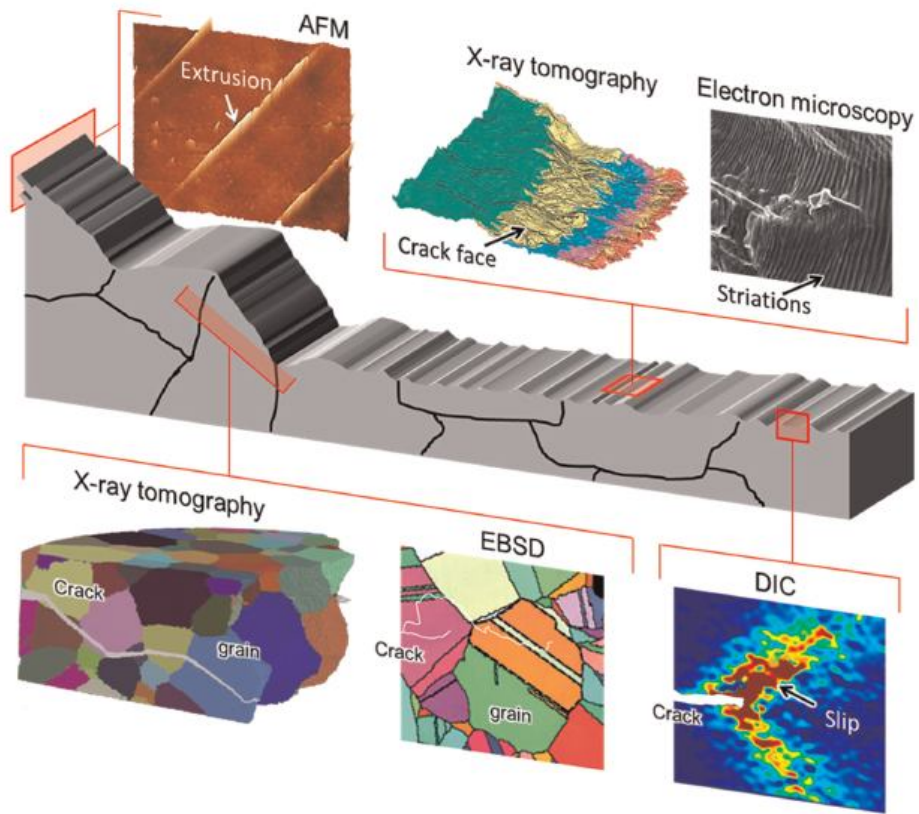 AFM
Extrusion
X-ray tomography
Crack face
Electron microscopy
Striations
X-ray tomography
Crack
grain
EBSD
Crack
grain
DIC
Crack
Slip